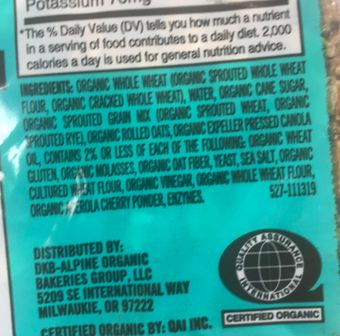 Potassium 70mg
*The % Daily Value (DV) tells you how much a nutrient
in a serving of food contributes to a daily diet. 2,000
calories a day is used for general nutrition advice.
INGREDIENTS: ORGANIC WHOLE WHEAT (ORGANIC SPROUTED WHOLE WHEAT
FLOUR, ORGANIC CRACKED WHOLE WHEAT), WATER, ORGANIC CANE SUGAR,
ORGANIC SPROUTED GRAIN MIX (ORGANIC SPROUTED WHEAT, ORGANIC
SPROUTED RYE), ORGANIC ROLLED OATS, ORGANIC EXPELLER PRESSED CANOLA
OIL, CONTAINS 2% OR LESS OF EACH OF THE FOLLOWING: ORGANIC WHEAT
GLUTEN, ORGANIC MOLASSES, ORGANIC OAT FIBER, YEAST, SEA SALT, ORGANIC
CULTURED WHEAT FLOUR, ORGANIC VINEGAR, ORGANIC WHOLE WHEAT FLOUR,
ORGANIC ACEROLA CHERRY POWDER, ENZYMES.
527-111319
DISTRIBUTED BY:
DKB-ALPINE ORGANIC
BAKERIES GROUP, LLC
5209 SE INTERNATIONAL WAY
MILWAUKIE, OR 97222
CERTIFIED ORGANIC BY: QAI INC.
QUALITY ASSURANCE
INTERNATIONAL
CERTIFIED ORGANIC